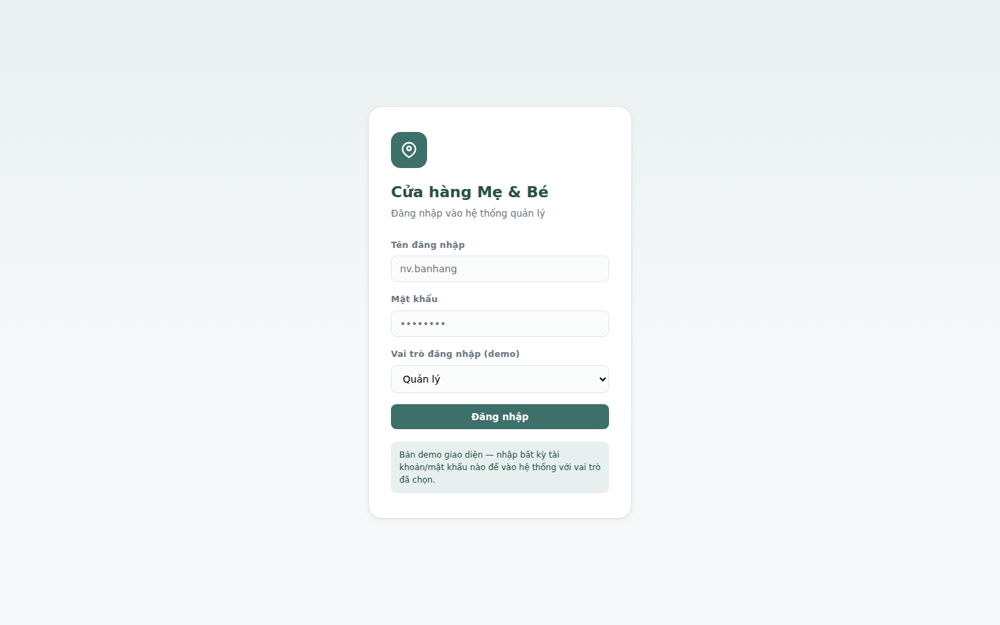 Cửa hàng Mẹ & Bé
Đăng nhập vào hệ thống quản lý
Tên đăng nhập
nv.banhang
Mật khẩu
••••••••
Vai trò đăng nhập (demo)
Quản lý
Đăng nhập
Bản demo giao diện — nhập bất kỳ tài
khoản/mật khẩu nào để vào hệ thống với vai trò
đã chọn.